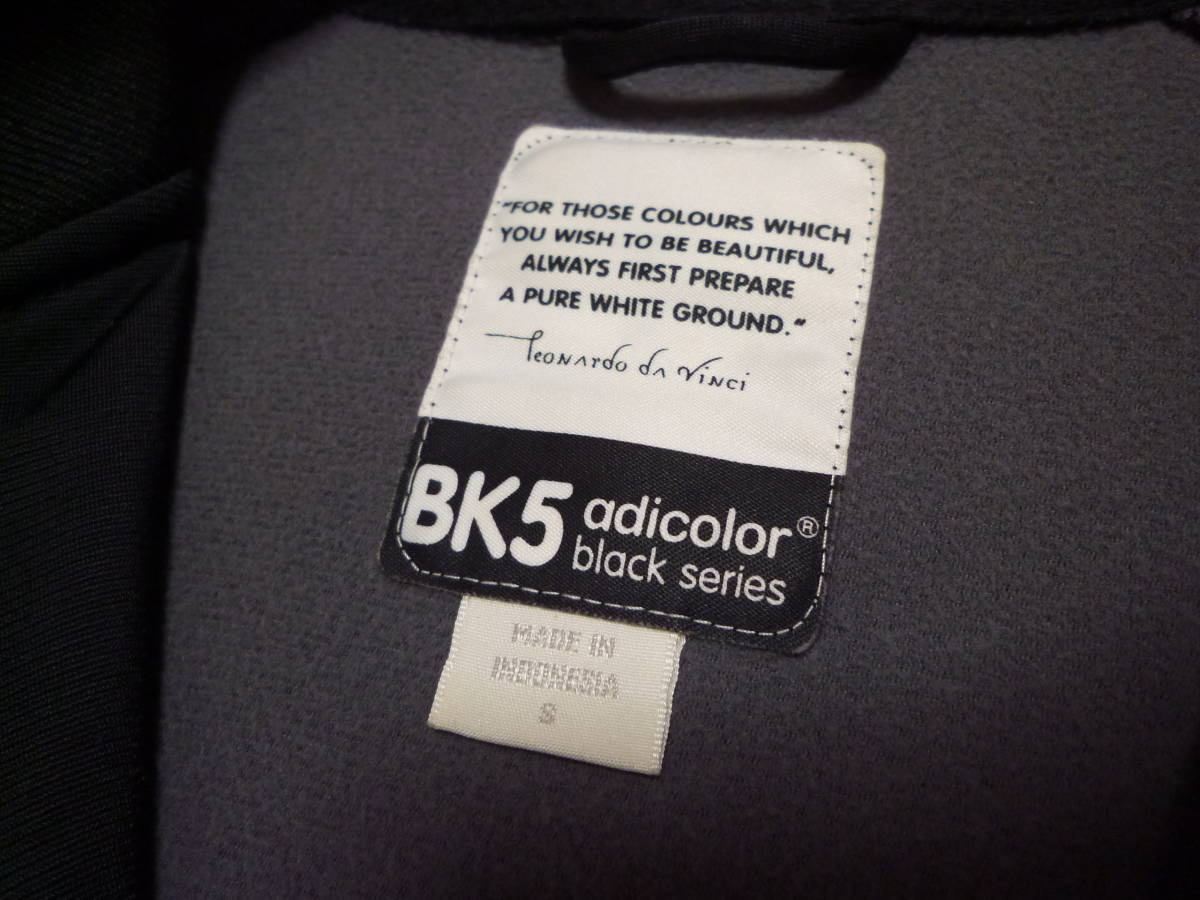 "FOR THOSE COLOURS WHICH
YOU WISH TO BE BEAUTIFUL,
ALWAYS FIRST PREPARE
A PURE WHITE GROUND."
Leonardo da Vinci
BK5 adicolor®
black series
MADE IN
INDONESIA
S